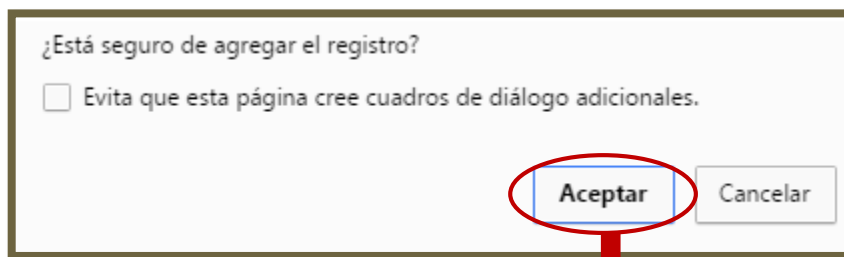 ¿Está seguro de agregar el registro?
Evita que esta página cree cuadros de diálogo adicionales.
Aceptar Cancelar